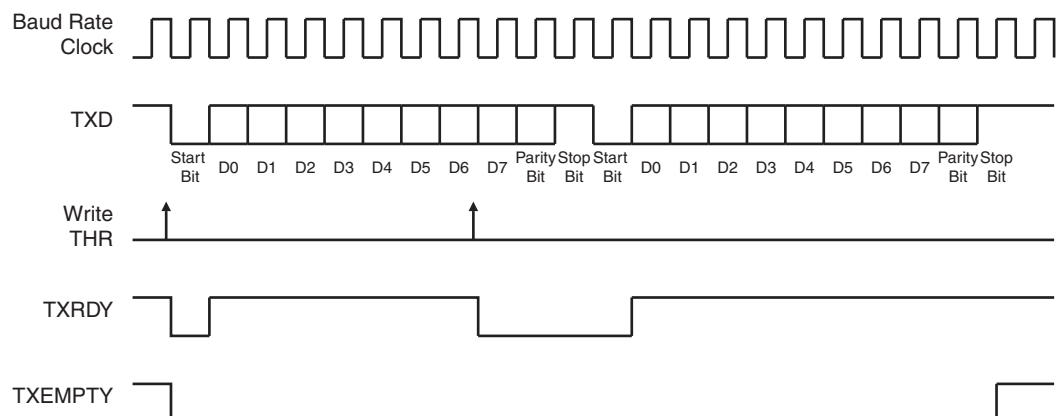 Baud Rate
Clock
TXD
Start
Bit D0 D1 D2 D3 D4 D5 D6 D7 Parity
Bit Stop
Bit Start
Bit D0 D1 D2 D3 D4 D5 D6 D7 Parity
Bit Stop
Bit
Write
THR
TXRDY
TXEMPTY